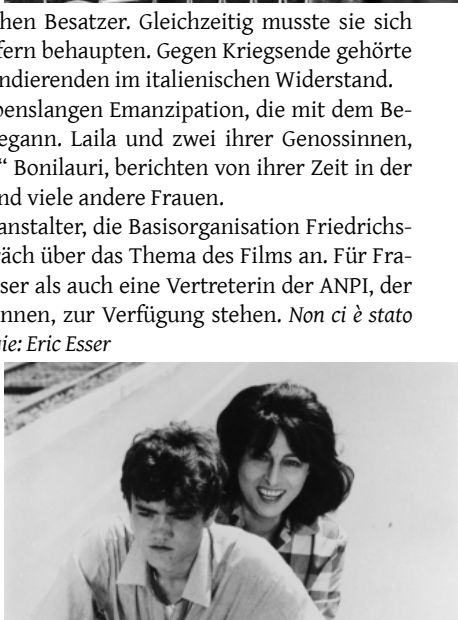 hen Besatzer. Gleichzeitig musste sie sich
fern behaupten. Gegen Kriegsende gehörte
ndierenden im italienischen Widerstand.
benslangen Emanzipation, die mit dem Be-
egann. Laila und zwei ihrer Genossinnen,
“ Bonilauri, berichten von ihrer Zeit in der
nd viele andere Frauen.
anstalter, die Basisorganisation Friedrichs-
räch über das Thema des Films an. Für Fra-
ser als auch eine Vertreterin der ANPI, der
nnen, zur Verfügung stehen. Non ci è stato
gie: Eric Esser